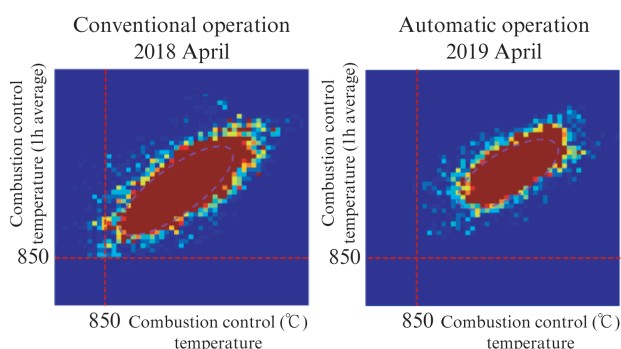 Conventional operation
2018 April
Combustion control
temperature (1h average)
850
850 Combustion control (℃)
temperature
Automatic operation
2019 April
Combustion control
temperature (1h average)
850
850 Combustion control (℃)
temperature